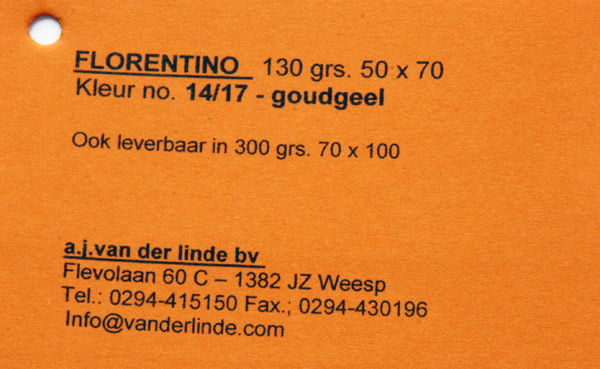 FLORENTINO 130 grs. 50 x 70
Kleur no. 14/17 - goudgeel
Ook leverbaar in 300 grs. 70 x 100
a.j.van der linde bv
Flevolaan 60 C – 1382 JZ Weesp
Tel.: 0294-415150 Fax.; 0294-430196
Info@vanderlinde.com